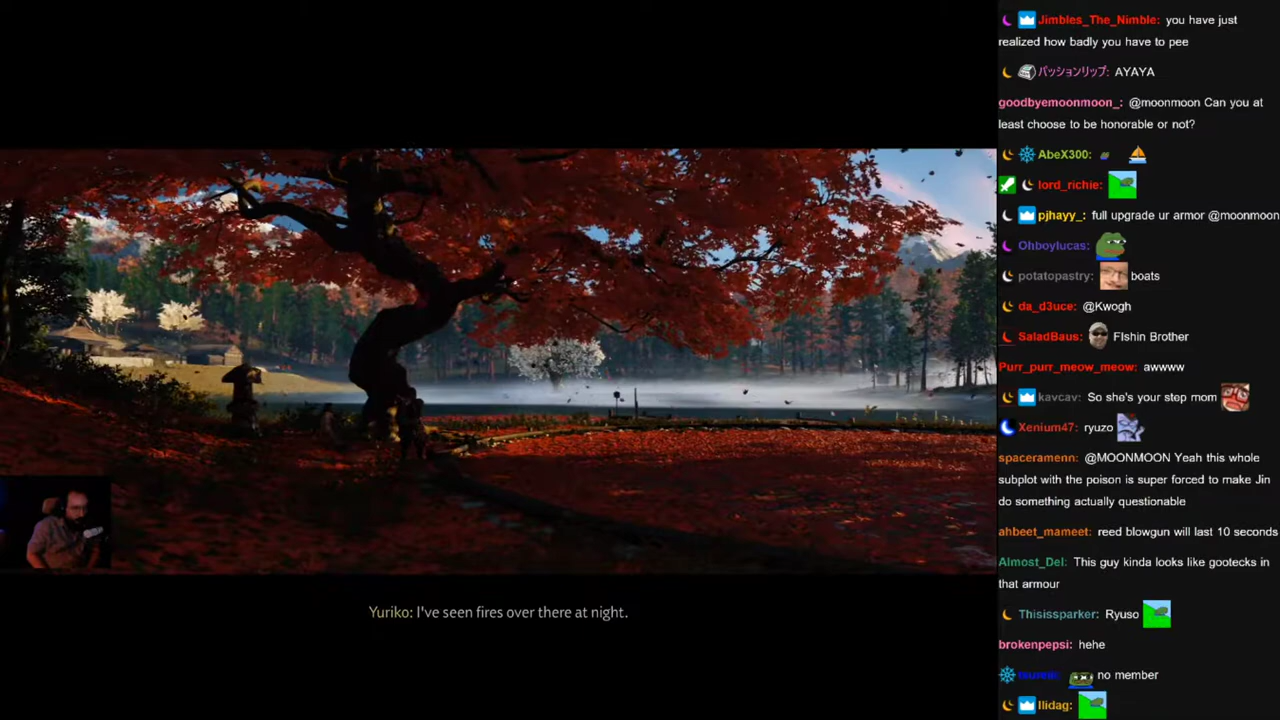 Jimbles_The_Nimble: you have just
realized how badly you have to pee
パッションリップ: AYAYA
goodbyemoonmoon_: @moonmoon Can you at
least choose to be honorable or not?
AbeX300:
lord_richie:
pjhayy_: full upgrade ur armor @moonmoon
Ohboylucas:
potatopastry: boats
da_d3uce: @Kwogh
SaladBaus: FIshin Brother
Purr_purr_meow_meow: awwww
kavcav: So she's your step mom
Xenium47: ryuzo
spaceramenn: @MOONMOON Yeah this whole
subplot with the poison is super forced to make Jin
do something actually questionable
ahbeet_mameet: reed blowgun will last 10 seconds
Almost_Del: This guy kinda looks like gootecks in
that armour
Thisissparker: Ryuso
brokenpepsi: hehe
no member
Ilidag:
Yuriko: I've seen fires over there at night.